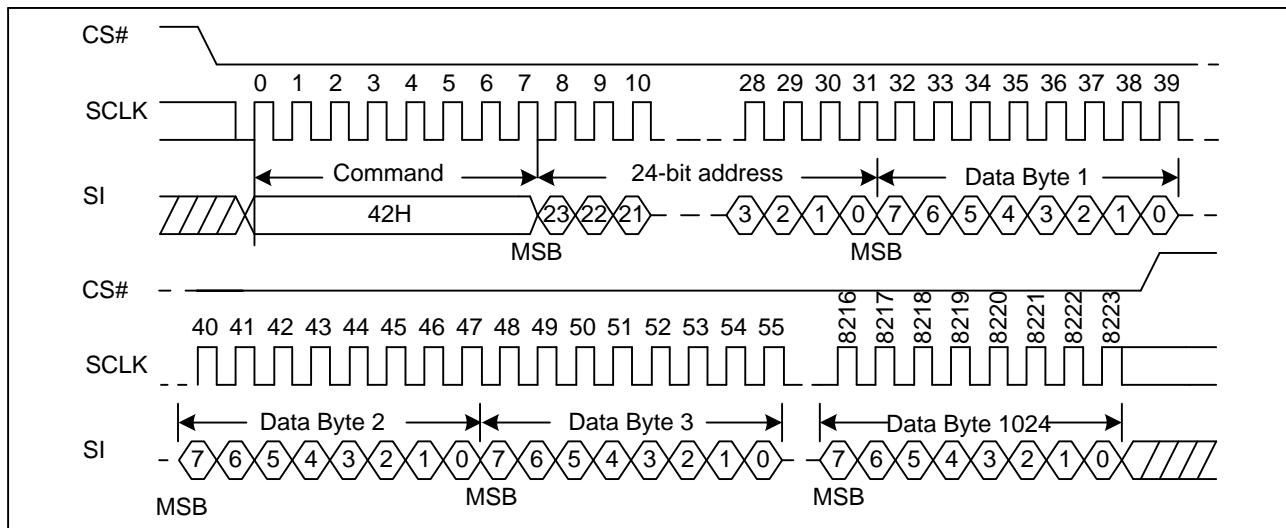 CS#
0 1 2 3 4 5 6 7 8 9 10 28 29 30 31 32 33 34 35 36 37 38 39
SCLK
Command 24-bit address Data Byte 1
SI
42H 23 22 21 3 2 1 0 7 6 5 4 3 2 1 0
MSB MSB
CS#
40 41 42 43 44 45 46 47 48 49 50 51 52 53 54 55 8216 8217 8218 8219 8220 8221 8222 8223
SCLK
Data Byte 2 Data Byte 3 Data Byte 1024
SI
7 6 5 4 3 2 1 0 7 6 5 4 3 2 1 0 7 6 5 4 3 2 1 0
MSB MSB MSB